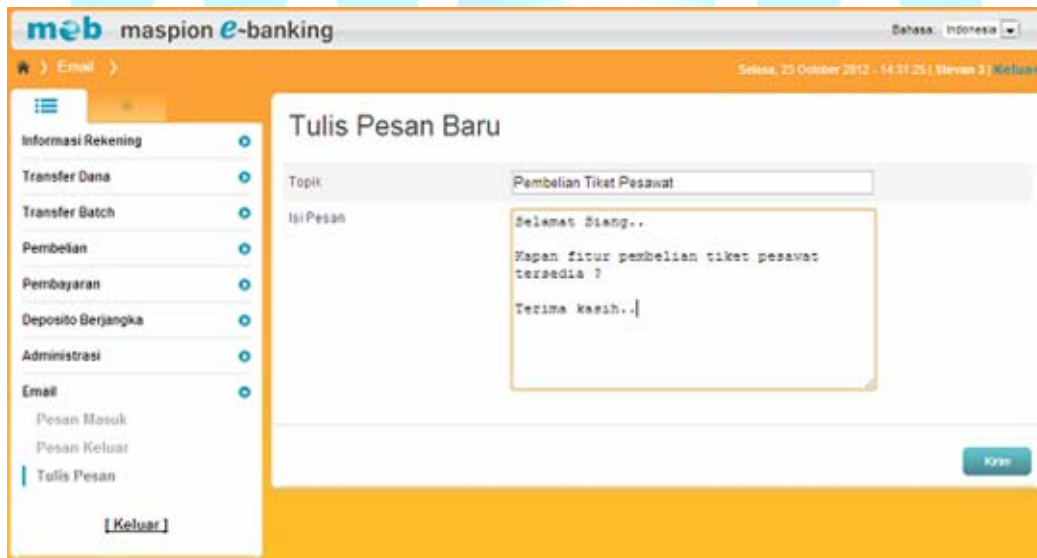 meb maspion e-banking
Bahasa: Indonesia
Email
Selasa, 23 October 2012 - 14:31:25 | Stevan 3 | Keluar
Tulis Pesan Baru
Informasi Rekening
Transfer Dana
Transfer Batch
Pembelian
Pembayaran
Deposito Berjangka
Administrasi
Email
Pesan Masuk
Pesan Keluar
Tulis Pesan
[ Keluar ]
Topik
Pembelian Tiket Pesawat
Isi Pesan
Selamat Siang..
Kapan fitur pembelian tiket pesawat
tersedia ?
Terima kasih..
Kirim